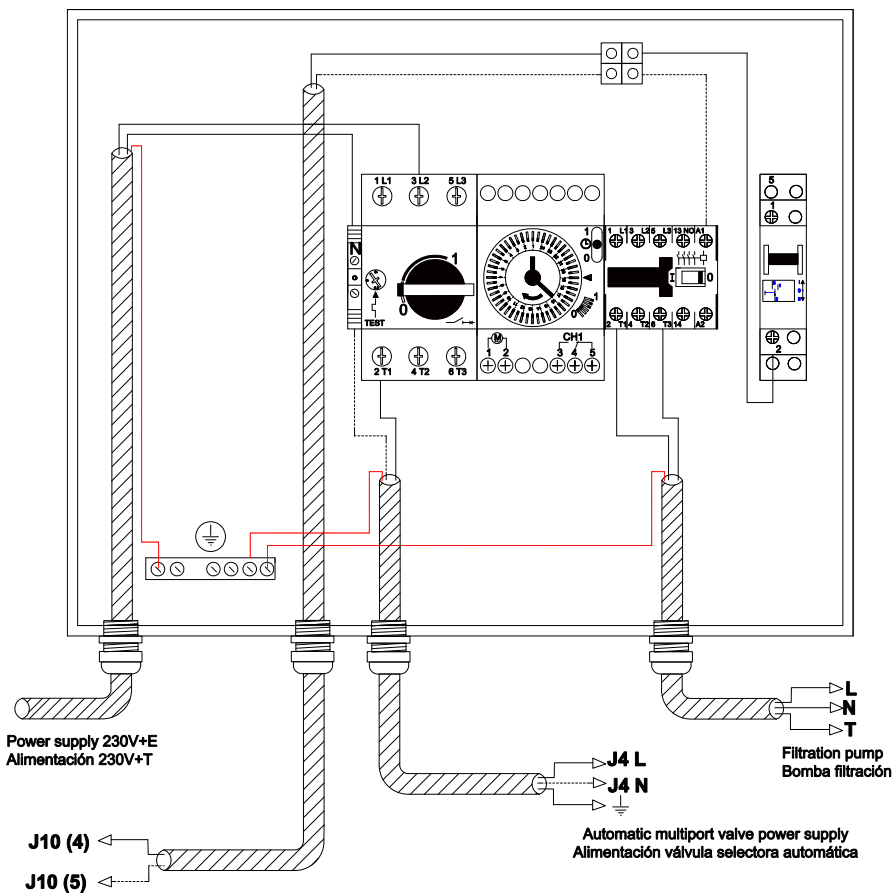 1 L1 3 L2 5 L3
N
1
0
TEST
2 T1 4 T2 6 T3
1
0
0 1
M
CH1
1 2 3 4 5
1 L1 3 L2 5 L3 13 NO A1
I 0
2 T1 4 T2 6 T3 14 A2
5
1
2
Power supply 230V+E
Alimentación 230V+T
J10 (4)
J10 (5)
J4 L
J4 N
Automatic multiport valve power supply
Alimentación válvula selectora automática
L
N
T
Filtration pump
Bomba filtración